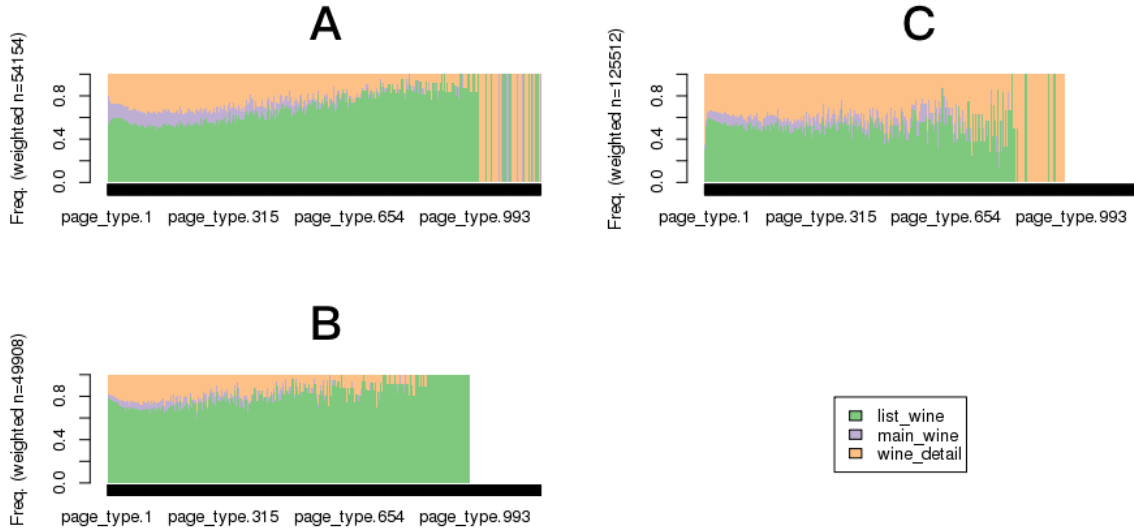 A
Freq. (weighted n=54154)
0.0
0.4
0.8
page_type.1 page_type.315 page_type.654 page_type.993
C
Freq. (weighted n=125512)
0.0
0.4
0.8
page_type.1 page_type.315 page_type.654 page_type.993
B
Freq. (weighted n=49908)
0.0
0.4
0.8
page_type.1 page_type.315 page_type.654 page_type.993
list_wine
main_wine
wine_detail